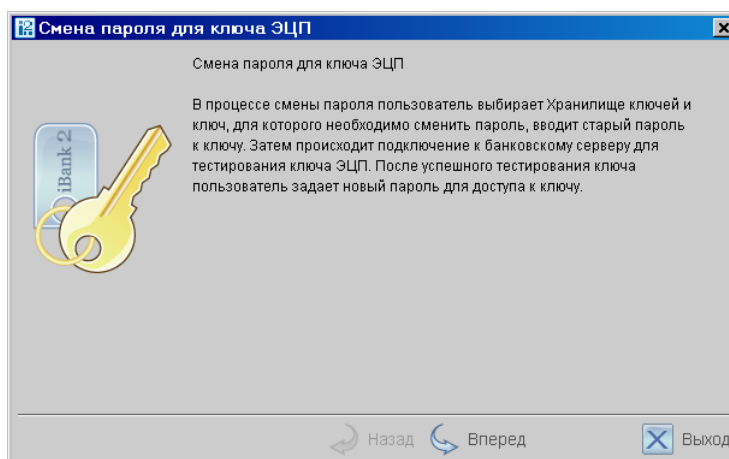 Смена пароля для ключа ЭЦП
Смена пароля для ключа ЭЦП
В процессе смены пароля пользователь выбирает Хранилище ключей и
ключ, для которого необходимо сменить пароль, вводит старый пароль
к ключу. Затем происходит подключение к банковскому серверу для
тестирования ключа ЭЦП. После успешного тестирования ключа
пользователь задает новый пароль для доступа к ключу.
iBank 2
Назад
Вперед
Выход